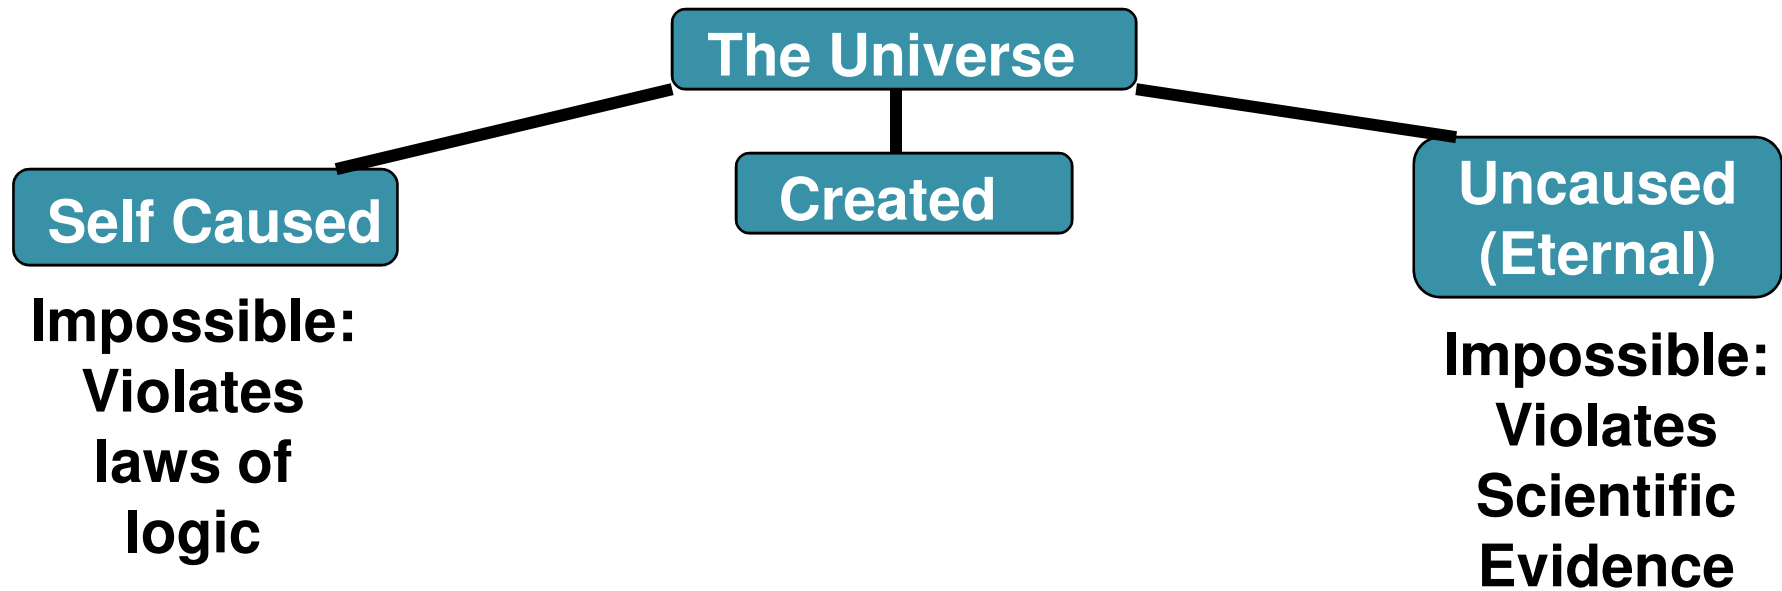 The Universe
Self Caused
Created
Uncaused
(Eternal)
Impossible:
Violates
laws of
logic
Impossible:
Violates
Scientific
Evidence